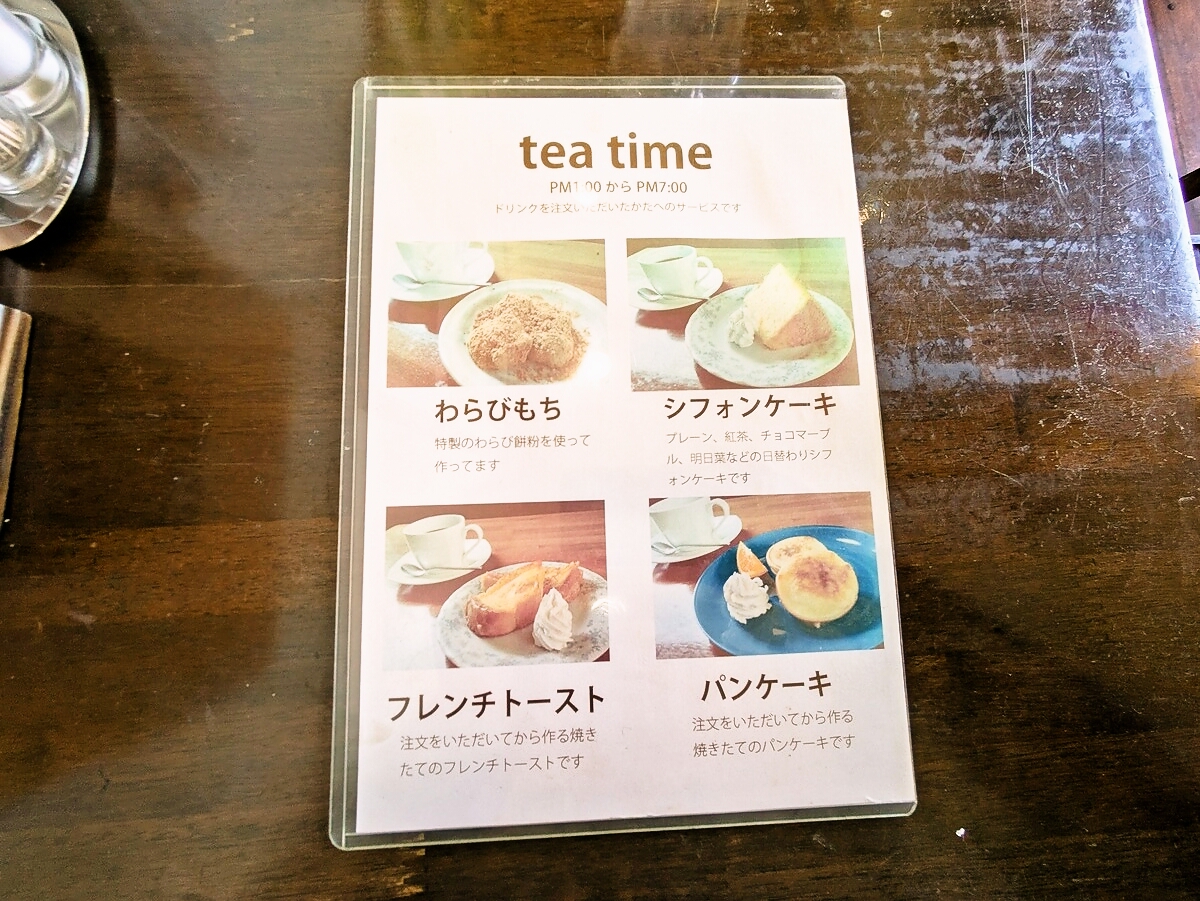 tea time
PM1:00 から PM7:00
ドリンクを注文いただいたかたへのサービスです
わらびもち
特製のわらび餅粉を使って
作ってます
シフォンケーキ
プレーン、紅茶、チョコマーブ
ル、明日葉などの日替わりシフ
ォンケーキです
フレンチトースト
注文をいただいてから作る焼き
たてのフレンチトーストです
パンケーキ
注文をいただいてから作る
焼きたてのパンケーキです